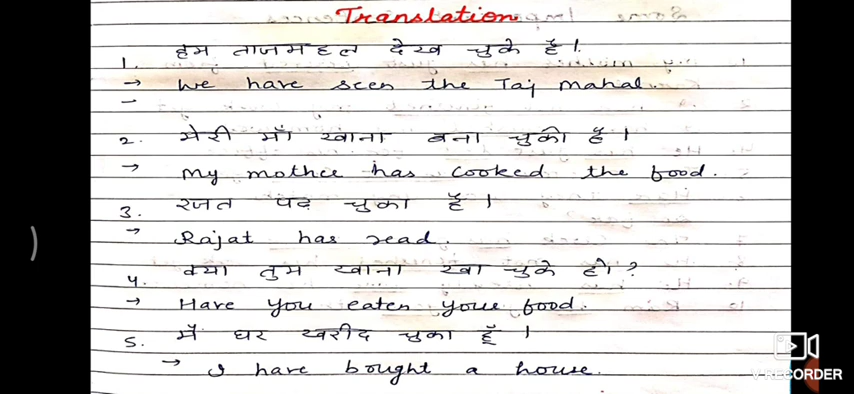 Translation
1. हम ताजमहल देख चुके हैं।
→ We have seen the Taj Mahal.
2. मेरी माँ खाना बना चुकी हैं।
→ My mother has cooked the food.
3. रजत पढ़ चुका हैं।
→ Rajat has read.
4. क्या तुम खाना खा चुके हो?
→ Have you eaten your food.
5. मैं घर खरीद चुका हूँ।
→ I have bought a house.
V RECORDER